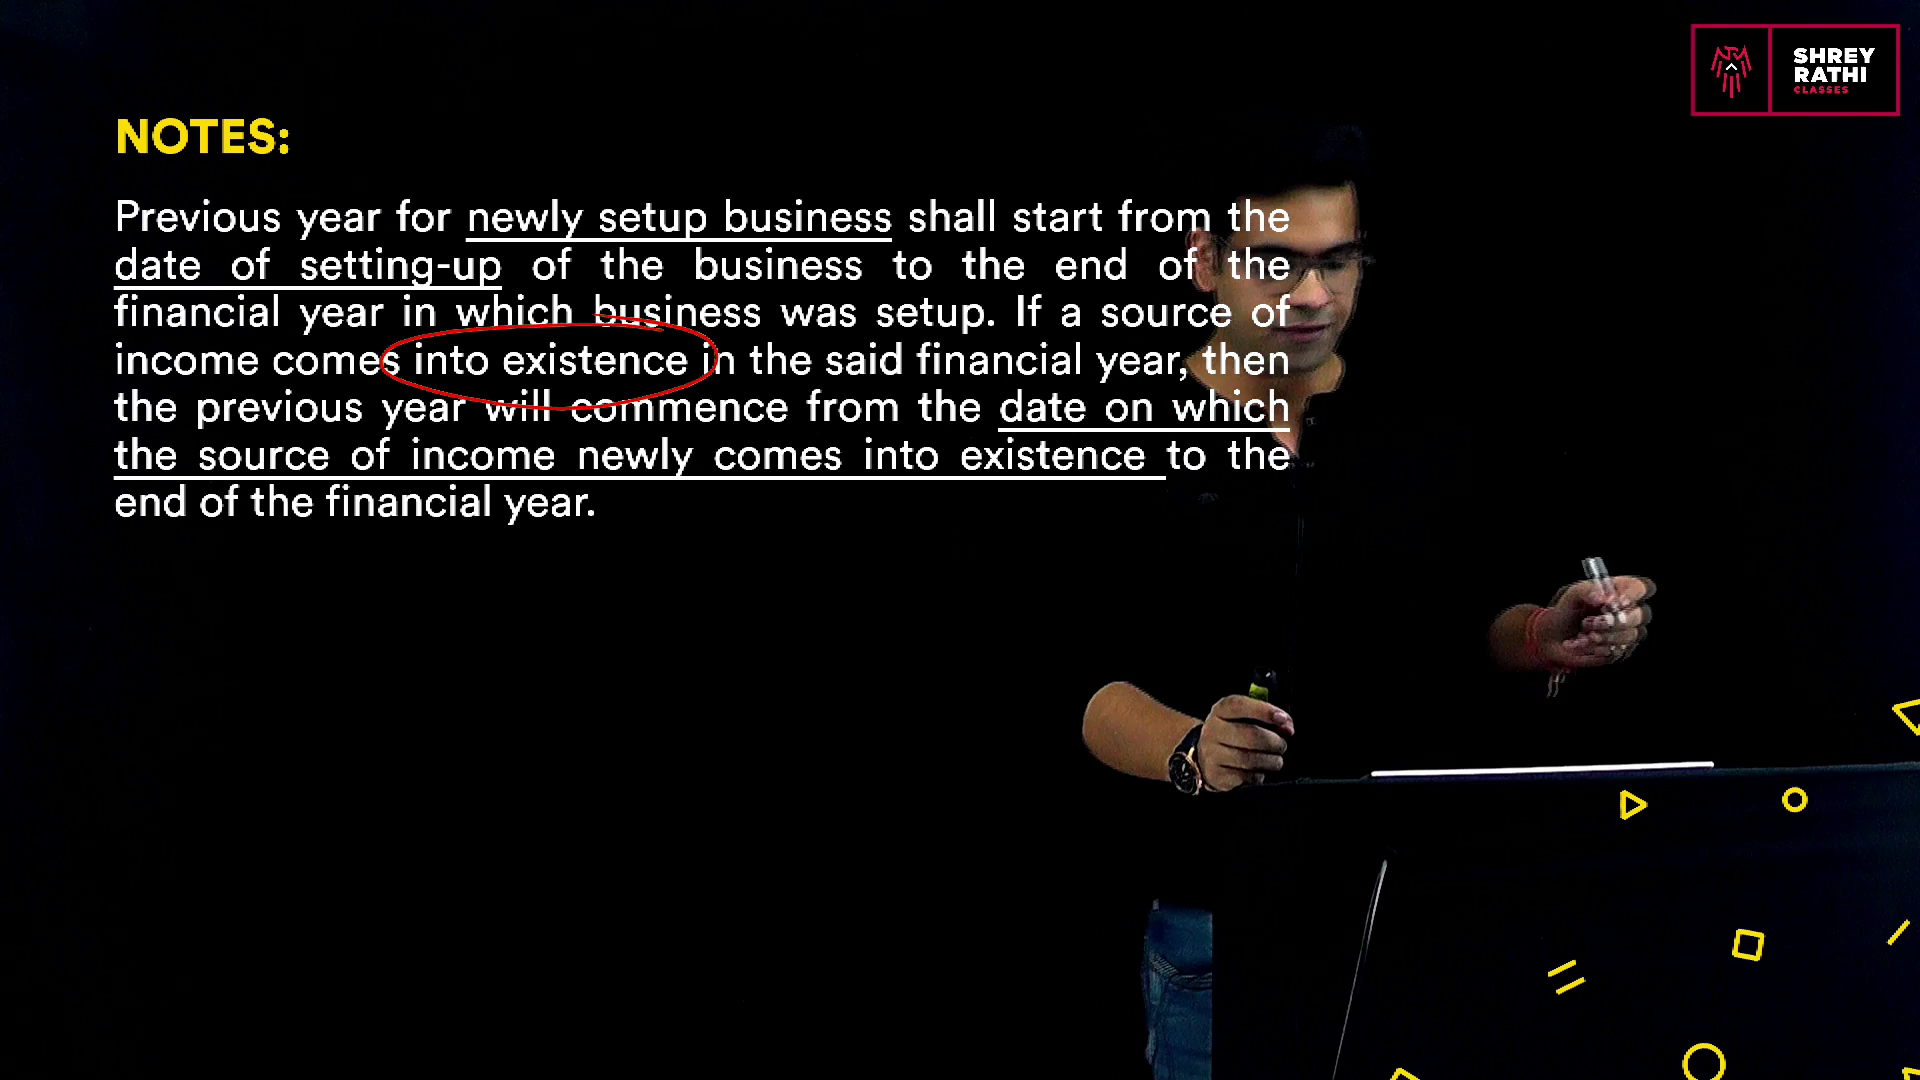 SHREY
RATHI
CLASSES
NOTES:
Previous year for newly setup business shall start from the
date of setting-up of the business to the end of the
financial year in which business was setup. If a source of
income comes into existence in the said financial year, then
the previous year will commence from the date on which
the source of income newly comes into existence to the
end of the financial year.